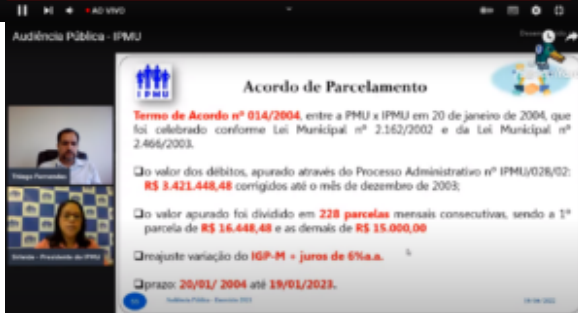 AO VIVO
Audiência Pública - IPMU
IPMU
Acordo de Parcelamento
Termo de Acordo nº 014/2004, entre a PMU x IPMU em 20 de janeiro de 2004, que
foi celebrado conforme Lei Municipal nº 2.162/2002 e da Lei Municipal nº
2.466/2003.
o valor dos débitos, apurado através do Processo Administrativo nº IPMU/028/02:
R$ 3.421.448,48 corrigidos até o mês de dezembro de 2003;
o valor apurado foi dividido em 228 parcelas mensais consecutivas, sendo a 1ª
parcela de R$ 16.448,48 e as demais de R$ 15.000,00
reajuste variação do IGP-M + juros de 6%a.a.
prazo: 20/01/ 2004 até 19/01/2023.
Thiago Fernandes
Presidente do IPMU
Audiência Pública